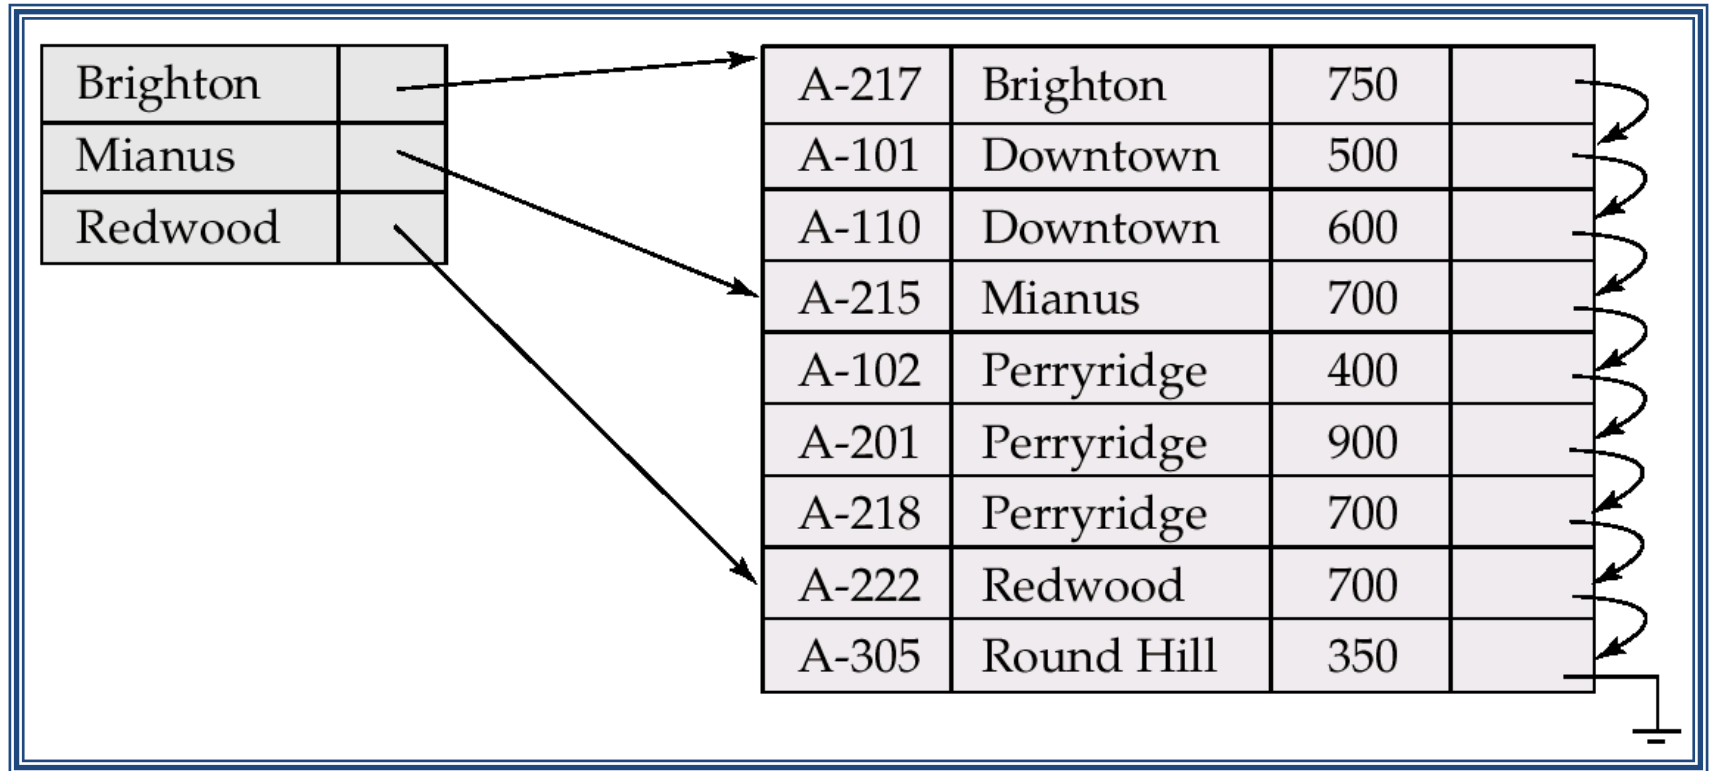 Brighton
Mianus
Redwood
A-217 Brighton 750
A-101 Downtown 500
A-110 Downtown 600
A-215 Mianus 700
A-102 Perryridge 400
A-201 Perryridge 900
A-218 Perryridge 700
A-222 Redwood 700
A-305 Round Hill 350